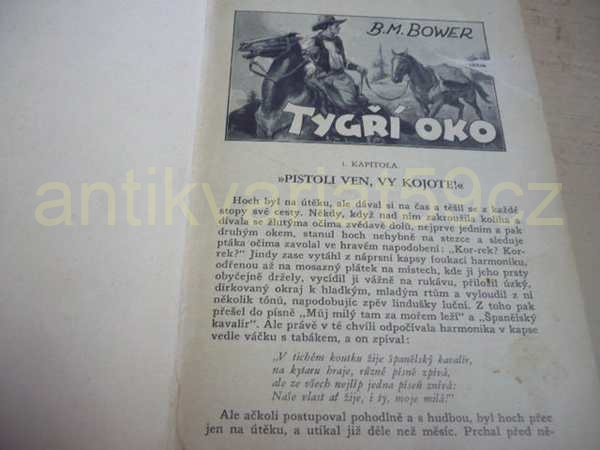 B.M. BOWER
TYGŘÍ OKO
1. KAPITOLA
»PISTOLI VEN, VY KOJOTE!«
Hoch byl na útěku, ale dával si na čas a těšil se z každé
stopy své cesty. Někdy, když nad ním zakroužila koliha a
dívala se žlutýma očima zvědavě dolů, nejprve jedním a pak
druhým okem, stanul hoch nehybně na stezce a sleduje
ptáka očima zavolal ve hravém napodobení: „Kor-rek? Kor-
rek?" Jindy zase vytáhl z náprsní kapsy foukací harmoniku,
odřenou až na mosazný plátek na místech, kde ji jeho prsty
obyčejně držely, vycídil ji vážně na rukávu, přiložil úzký,
dírkovaný okraj k hladkým, mladým rtům a vyloudil z ní
několik tónů, napodobujíc zpěv lindušky luční. Z toho pak
přešel do písně „Můj milý tam za mořem leží" a „Španělský
kavalír". Ale právě v té chvíli odpočívala harmonika v kapse
vedle váčku s tabákem, a on zpíval:
„V tichém koutku žije španělský kavalír,
na kytaru hraje, různé písně zpívá,
ale ze všech nejlíp jedna píseň znívá:
Naše vlast ať žije, i ty, moje milá!"
Ale ačkoli postupoval pohodlně a s hudbou, byl hoch přec
jen na útěku, a utíkal již déle než měsíc. Prchal před ně-
antikvariat cz